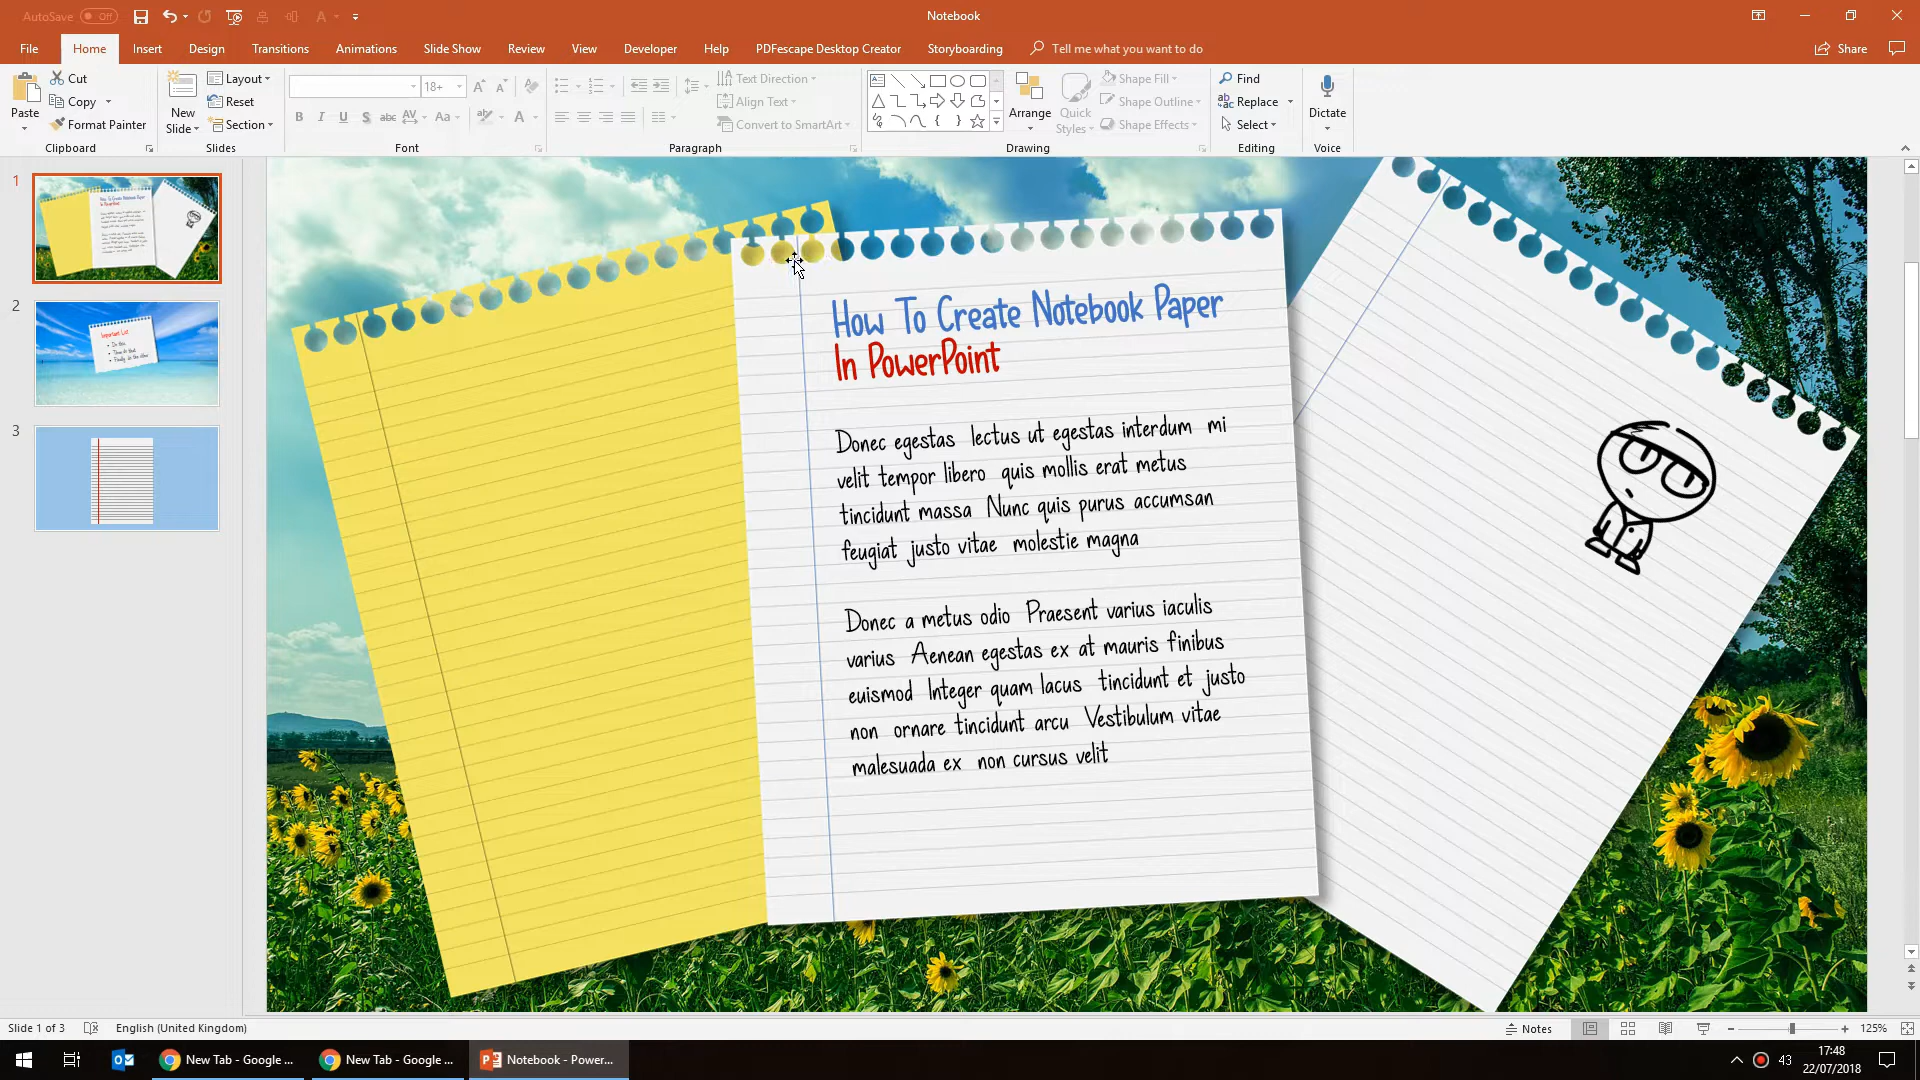 AutoSave Off
Notebook
File Home Insert Design Transitions Animations Slide Show Review View Developer Help PDFescape Desktop Creator Storyboarding Tell me what you want to do Share
Paste
Cut
Copy
Format Painter
Clipboard
New Slide
Layout
Reset
Section
Slides
18+
Font
Text Direction
Align Text
Convert to SmartArt
Paragraph
Arrange
Quick Styles
Shape Fill
Shape Outline
Shape Effects
Drawing
Find
Replace
Select
Editing
Dictate
Voice
1
2
Important List
3
How To Create Notebook Paper
In PowerPoint
Donec egestas lectus ut egestas interdum mi
velit tempor libero quis mollis erat metus
tincidunt massa Nunc quis purus accumsan
feugiat justo vitae molestie magna
Donec a metus odio Praesent varius iaculis
varius Aenean egestas ex at mauris finibus
euismod Integer quam lacus tincidunt et justo
non ornare tincidunt arcu Vestibulum vitae
malesuada ex non cursus velit
Slide 1 of 3 English (United Kingdom) Notes 125%
New Tab - Google ... New Tab - Google ... Notebook - Power... 43 17:48
22/07/2018